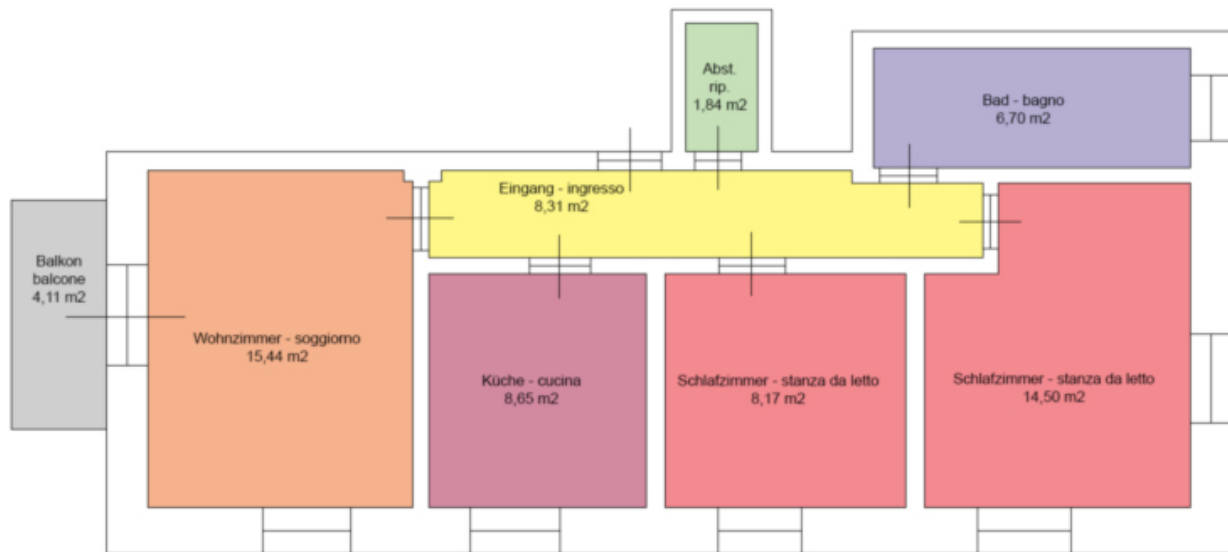 Abst.
rip.
1,84 m2
Bad - bagno
6,70 m2
Eingang - ingresso
8,31 m2
Balkon
balcone
4,11 m2
Wohnzimmer - soggiorno
15,44 m2
Küche - cucina
8,65 m2
Schlafzimmer - stanza da letto
8,17 m2
Schlafzimmer - stanza da letto
14,50 m2